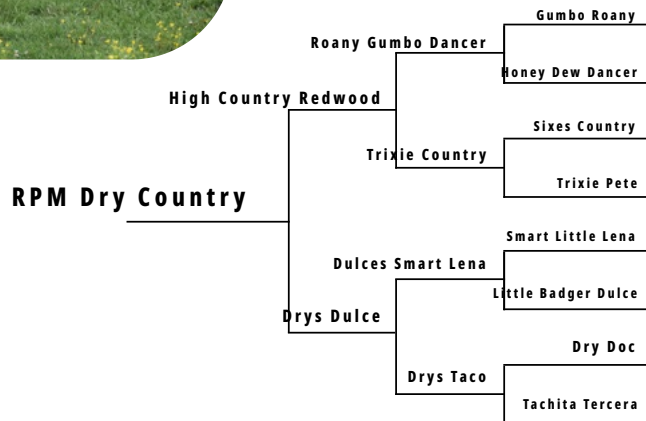 Gumbo Roany
Roany Gumbo Dancer
Honey Dew Dancer
High Country Redwood
Sixes Country
Trixie Country
Trixie Pete
RPM Dry Country
Smart Little Lena
Dulces Smart Lena
Little Badger Dulce
Drys Dulce
Dry Doc
Drys Taco
Tachita Tercera